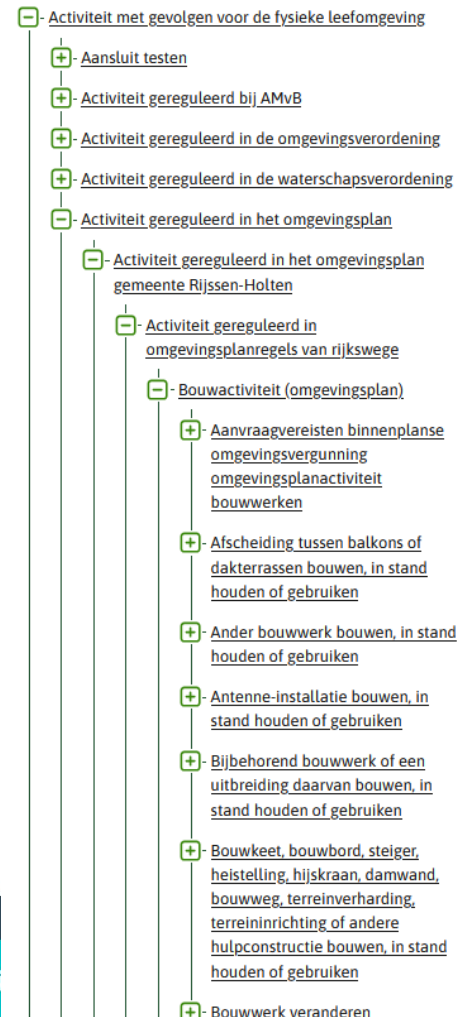 Activiteit met gevolgen voor de fysieke leefomgeving
Aansluit testen
Activiteit gereguleerd bij AMvB
Activiteit gereguleerd in de omgevingsverordening
Activiteit gereguleerd in de waterschapsverordening
Activiteit gereguleerd in het omgevingsplan
Activiteit gereguleerd in het omgevingsplan
gemeente Rijssen-Holten
Activiteit gereguleerd in
omgevingsplanregels van rijkswege
Bouwactiviteit (omgevingsplan)
Aanvraagvereisten binnenplanse
omgevingsvergunning
omgevingsplanactiviteit
bouwwerken
Afscheiding tussen balkons of
dakterrassen bouwen, in stand
houden of gebruiken
Ander bouwwerk bouwen, in stand
houden of gebruiken
Antenne-installatie bouwen, in
stand houden of gebruiken
Bijbehorend bouwwerk of een
uitbreiding daarvan bouwen, in
stand houden of gebruiken
Bouwkeet, bouwbord, steiger,
heistelling, hijskraan, damwand,
bouwweg, terreinverharding,
terreininrichting of andere
hulpconstructie bouwen, in stand
houden of gebruiken
Bouwwerk veranderen